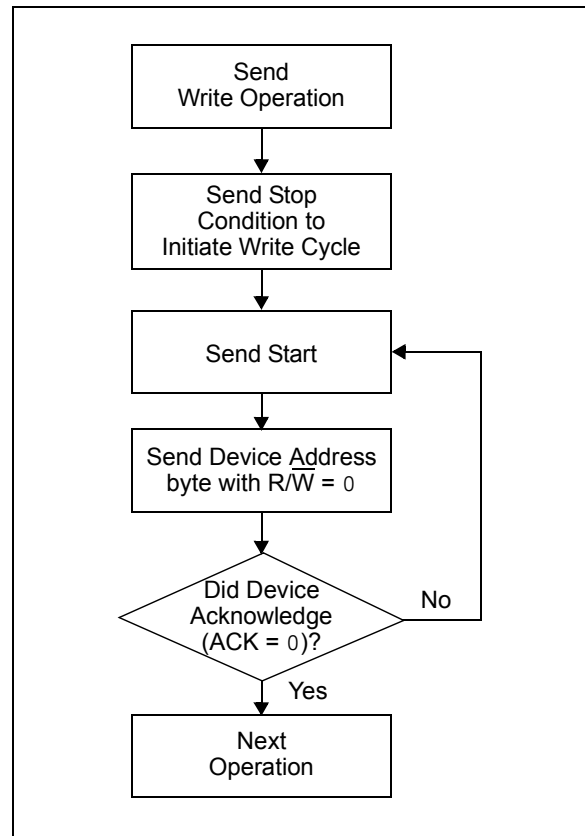 Send
Write Operation
Send Stop
Condition to
Initiate Write Cycle
Send Start
Send Device Address
byte with R/W̅ = 0
Did Device
Acknowledge
(ACK = 0)?
No
Yes
Next
Operation